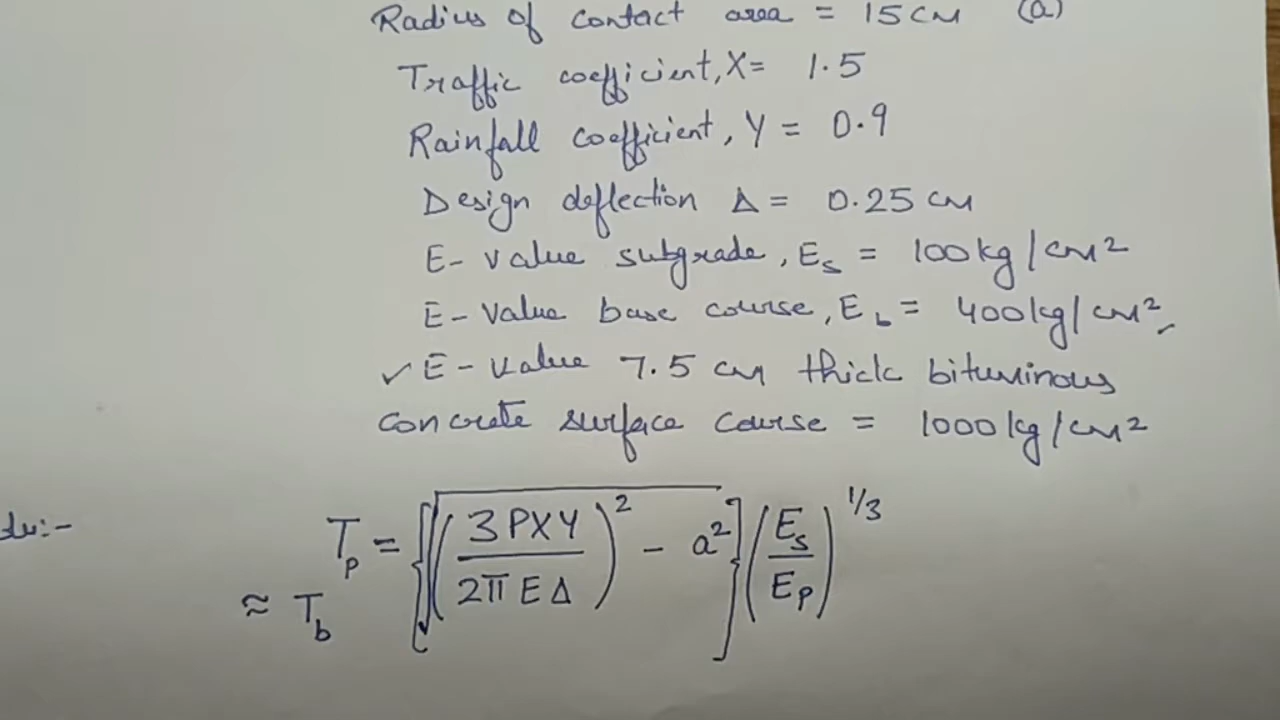 Radius of contact area = 15 cm (a)
Traffic coefficient, X = 1.5
Rainfall coefficient, Y = 0.9
Design deflection Δ = 0.25 cm
E- value subgrade, Es = 100 kg/cm²
E- Value base course, Eb = 400 kg/cm²
✓ E- value 7.5 cm thick bituminous
concrete surface course = 1000 kg/cm²
Tp = [√((3PXY / 2πEΔ)² - a²)] (Es / Ep)^1/3
≈ Tb